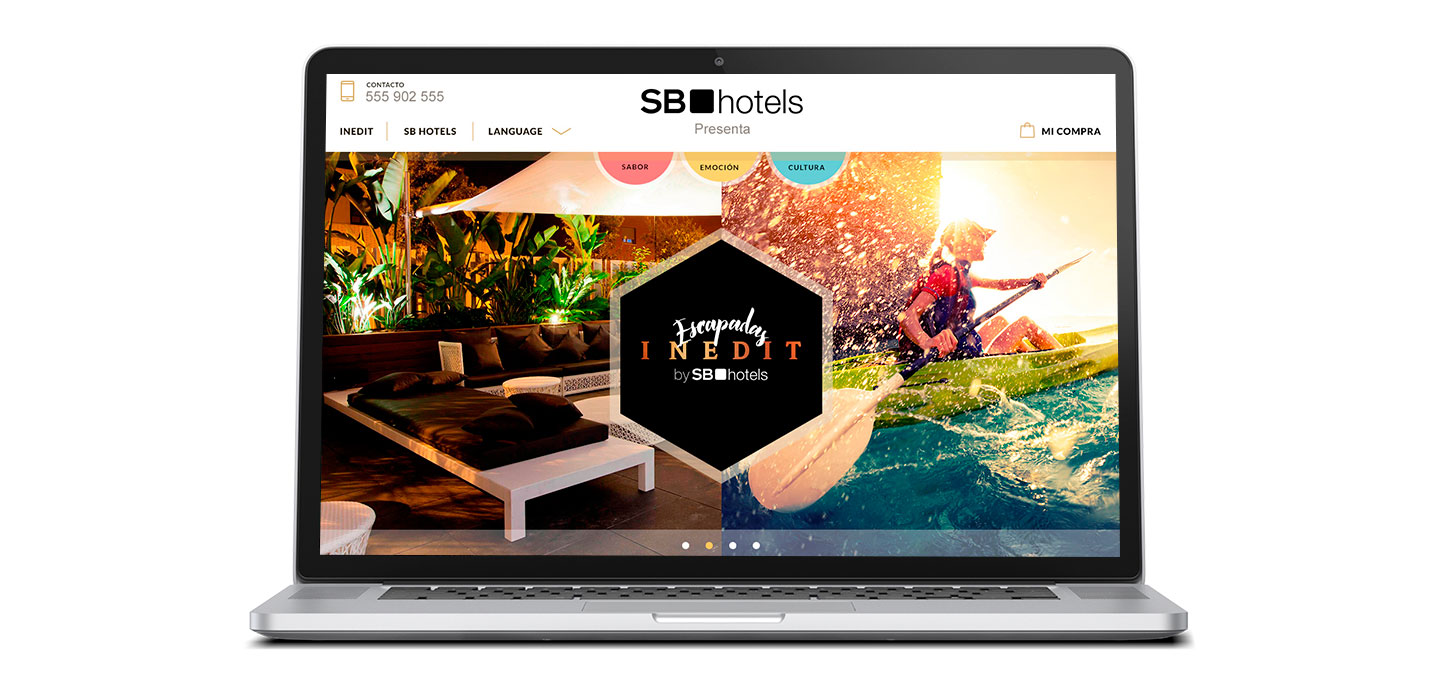 CONTACTO
555 902 555
SB hotels
Presenta
INEDIT
SB HOTELS
LANGUAGE
MI COMPRA
SABOR
EMOCIÓN
CULTURA
Escapadas
INEDIT
by SB hotels